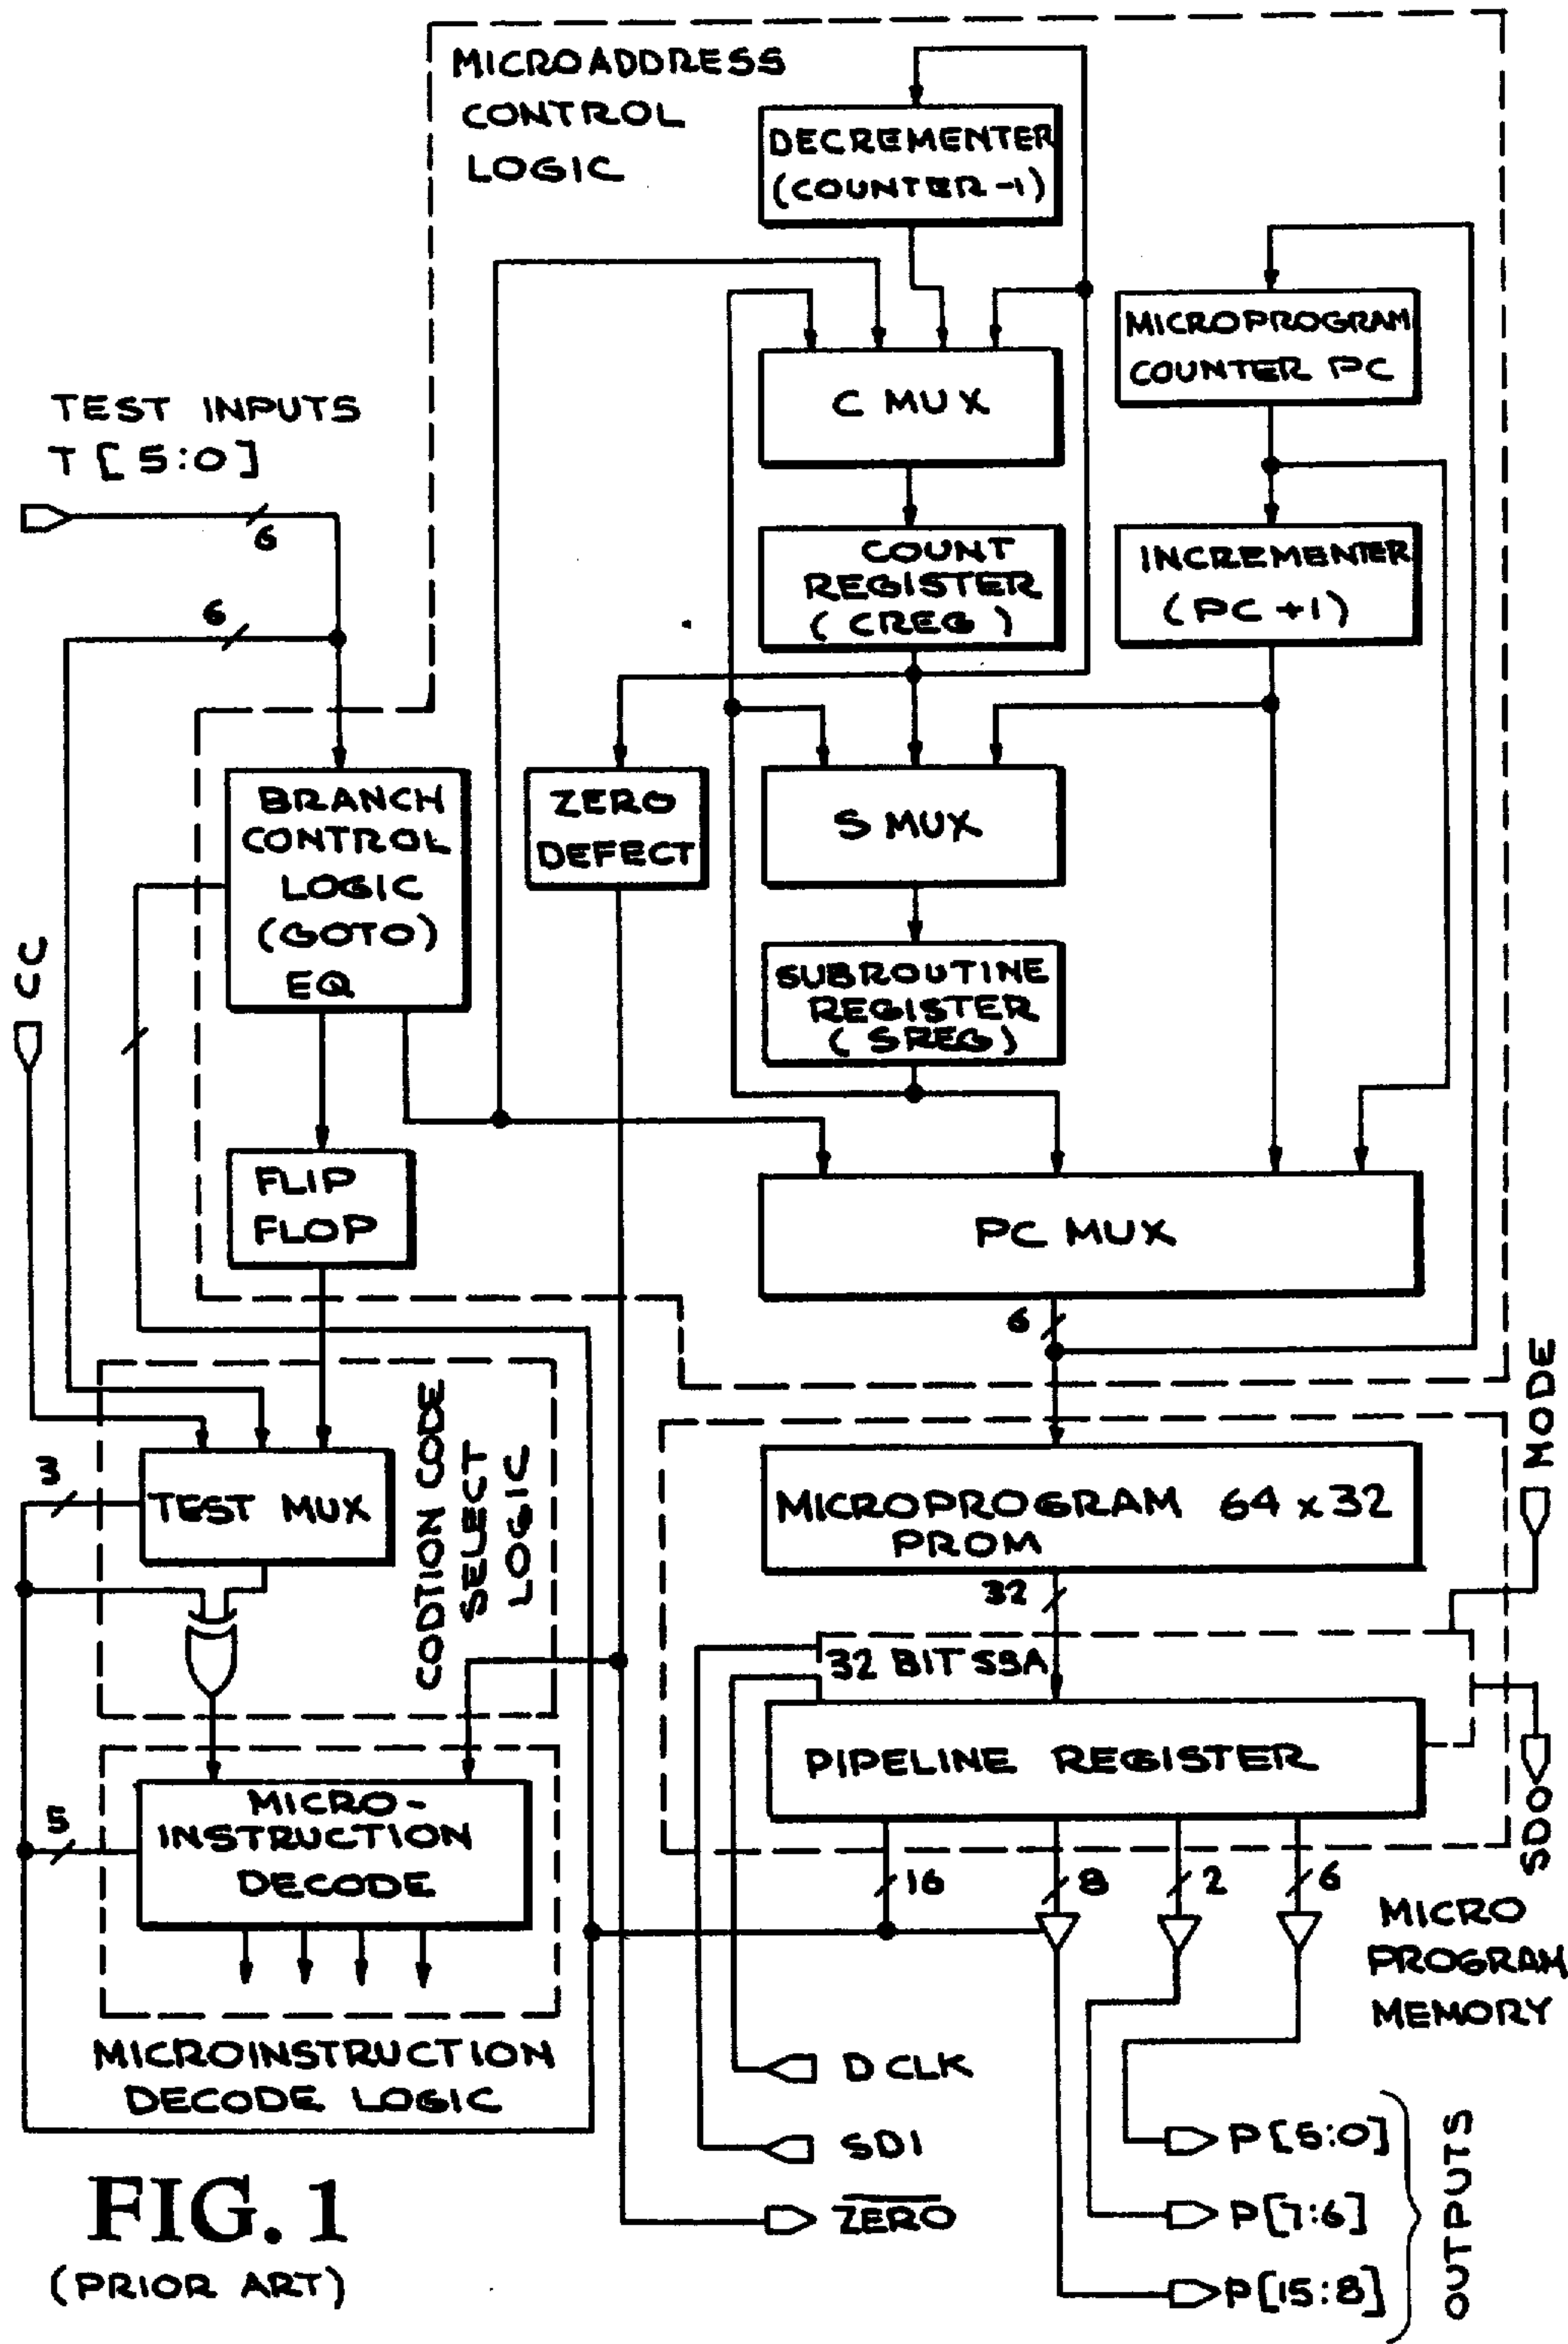 MICROADDRESS
CONTROL
LOGIC
DECREMENTER
(COUNTER -1)
MICROPROGRAM
COUNTER PC
C MUX
TEST INPUTS
T [5:0]
6
6
COUNT
REGISTER
( CREG )
INCREMENTER
(PC +1)
BRANCH
CONTROL
LOGIC
(GOTO)
EQ
ZERO
DEFECT
S MUX
CC
SUBROUTINE
REGISTER
( SREG )
FLIP
FLOP
PC MUX
6
MODE
CODTION CODE
SELECT
LOGIC
3
TEST MUX
MICROPROGRAM 64 x 32
PROM
32
32 BIT SSA
PIPELINE REGISTER
SDO
MICRO-
INSTRUCTION
DECODE
5
16
8
2
6
MICRO
PROGRAM
MEMORY
MICROINSTRUCTION
DECODE LOGIC
D CLK
SDI
ZERO
P[5:0]
P[7:6]
P[15:8]
OUTPUTS
FIG. 1
(PRIOR ART)